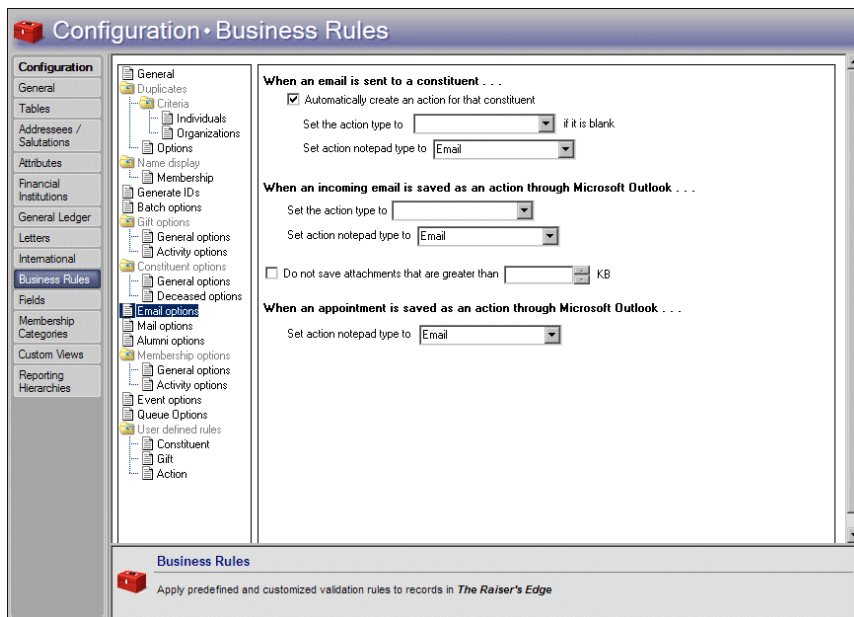 Configuration • Business Rules
Configuration
General
Tables
Addressees /
Salutations
Attributes
Financial
Institutions
General Ledger
Letters
International
Business Rules
Fields
Membership
Categories
Custom Views
Reporting
Hierarchies
General
Duplicates
Criteria
Individuals
Organizations
Options
Name display
Membership
Generate IDs
Batch options
Gift options
General options
Activity options
Constituent options
General options
Deceased options
Email options
Mail options
Alumni options
Membership options
General options
Activity options
Event options
Queue Options
User defined rules
Constituent
Gift
Action
When an email is sent to a constituent . . .
Automatically create an action for that constituent
Set the action type to if it is blank
Set action notepad type to Email
When an incoming email is saved as an action through Microsoft Outlook . . .
Set the action type to
Set action notepad type to Email
Do not save attachments that are greater than KB
When an appointment is saved as an action through Microsoft Outlook . . .
Set action notepad type to Email
Business Rules
Apply predefined and customized validation rules to records in The Raiser's Edge